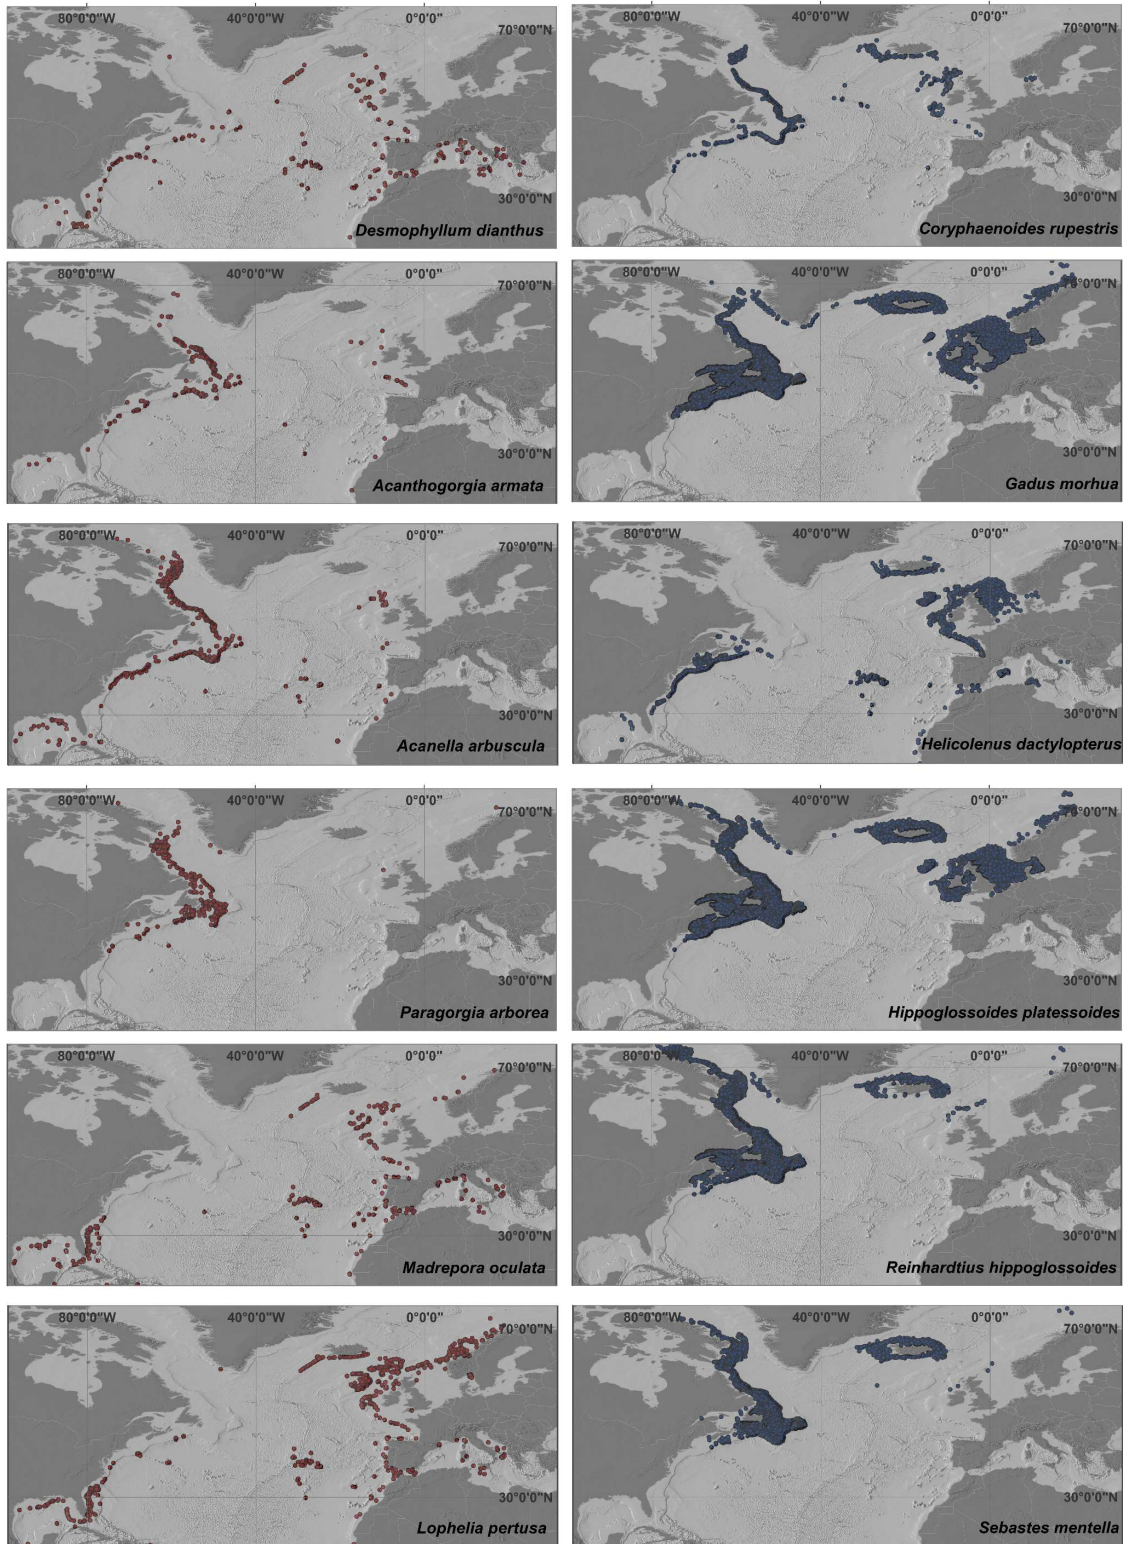 80°0'0"W 40°0'0"W 0°0'0"
70°0'0"N
30°0'0"N
Desmophyllum dianthus
80°0'0"W 40°0'0"W 0°0'0"
70°0'0"N
30°0'0"N
Coryphaenoides rupestris
80°0'0"W 40°0'0"W 0°0'0"
70°0'0"N
30°0'0"N
Acanthogorgia armata
80°0'0"W 40°0'0"W 0°0'0"
70°0'0"N
30°0'0"N
Gadus morhua
80°0'0"W 40°0'0"W 0°0'0"
70°0'0"N
30°0'0"N
Acanella arbuscula
80°0'0"W 40°0'0"W 0°0'0"
70°0'0"N
30°0'0"N
Helicolenus dactylopterus
80°0'0"W 40°0'0"W 0°0'0"
70°0'0"N
30°0'0"N
Paragorgia arborea
80°0'0"W 40°0'0"W 0°0'0"
70°0'0"N
30°0'0"N
Hippoglossoides platessoides
80°0'0"W 40°0'0"W 0°0'0"
70°0'0"N
30°0'0"N
Madrepora oculata
80°0'0"W 40°0'0"W 0°0'0"
70°0'0"N
30°0'0"N
Reinhardtius hippoglossoides
80°0'0"W 40°0'0"W 0°0'0"
70°0'0"N
30°0'0"N
Lophelia pertusa
80°0'0"W 40°0'0"W 0°0'0"
70°0'0"N
30°0'0"N
Sebastes mentella